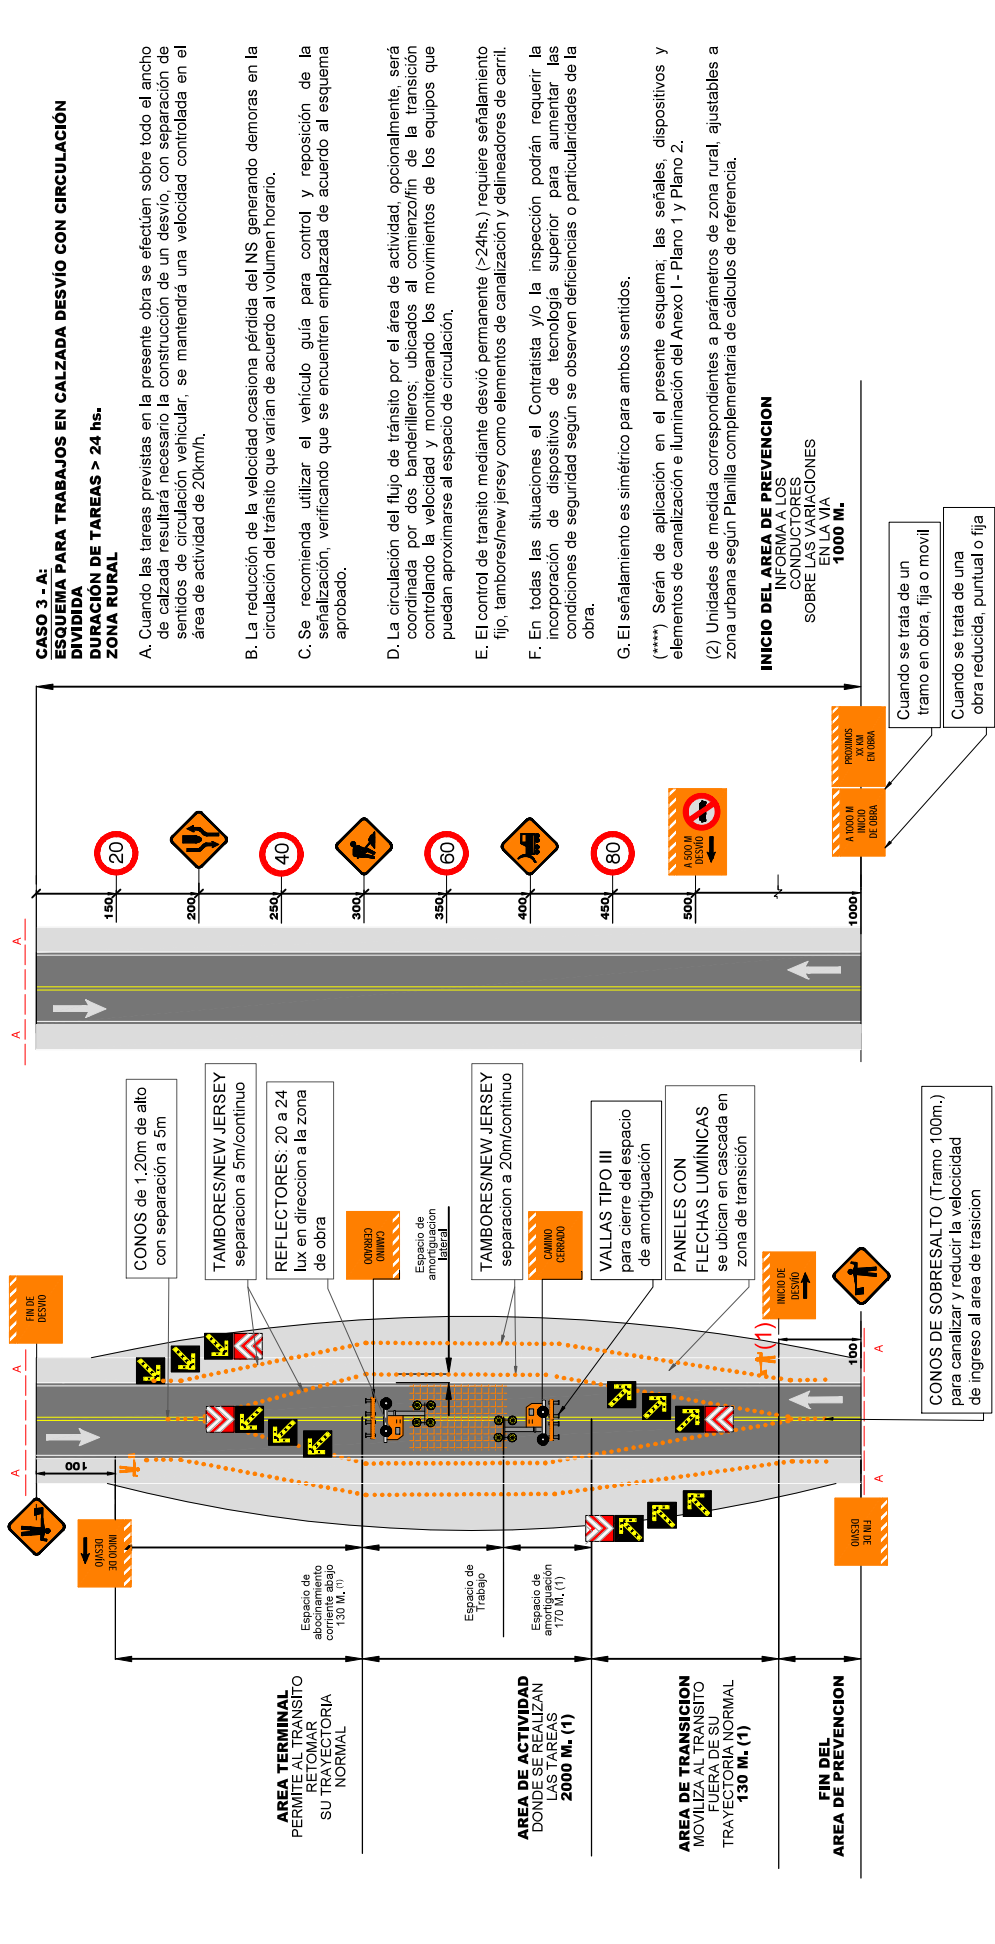 CASO 3 - A:
ESQUEMA PARA TRABAJOS EN CALZADA DESVÍO CON CIRCULACIÓN
DIVIDIDA
DURACIÓN DE TAREAS > 24 hs.
ZONA RURAL
A. Cuando las tareas previstas en la presente obra se efectúen sobre todo el ancho
de calzada resultará necesario la construcción de un desvío, con separación de
sentidos de circulación vehicular, se mantendrá una velocidad controlada en el
área de actividad de 20km/h.
B. La reducción de la velocidad ocasiona pérdida del NS generando demoras en la
circulación del tránsito que varían de acuerdo al volumen horario.
C. Se recomienda utilizar el vehículo guía para control y reposición de la
señalización, verificando que se encuentren emplazada de acuerdo al esquema
aprobado.
D. La circulación del flujo de tránsito por el área de actividad, opcionalmente, será
coordinada por dos banderilleros; ubicados al comienzo/fin de la transición
controlando la velocidad y monitoreando los movimientos de los equipos que
puedan aproximarse al espacio de circulación.
E. El control de transito mediante desvió permanente (>24hs.) requiere señalamiento
fijo, tambores/new jersey como elementos de canalización y delineadores de carril.
F. En todas las situaciones el Contratista y/o la inspección podrán requerir la
incorporación de dispositivos de tecnología superior para aumentar las
condiciones de seguridad según se observen deficiencias o particularidades de la
obra.
G. El señalamiento es simétrico para ambos sentidos.
(****) Serán de aplicación en el presente esquema; las señales, dispositivos y
elementos de canalización e iluminación del Anexo I - Plano 1 y Plano 2.
(2) Unidades de medida correspondientes a parámetros de zona rural, ajustables a
zona urbana según Planilla complementaria de cálculos de referencia.
INICIO DEL AREA DE PREVENCION
INFORMA A LOS
CONDUCTORES
SOBRE LAS VARIACIONES
EN LA VIA
1000 M.
Cuando se trata de un
tramo en obra, fija o movil
Cuando se trata de una
obra reducida, puntual o fija
20
40
60
80
A 500 M
DESVÍO
PROXIMOS
XX KM
EN OBRA
A 1000 M
INICIO
DE OBRA
150
200
250
300
350
400
450
500
1000
A
A
CONOS de 1.20m de alto
con separación a 5m
TAMBORES/NEW JERSEY
separacion a 5m/continuo
REFLECTORES: 20 a 24
lux en direccion a la zona
de obra
CAMINO
CERRADO
Espacio de
amortiguacion
lateral
TAMBORES/NEW JERSEY
separacion a 20m/continuo
CAMINO
CERRADO
VALLAS TIPO III
para cierre del espacio
de amortiguación
PANELES CON
FLECHAS LUMÍNICAS
se ubican en cascada en
zona de transición
INICIO DE
DESVÍO
CONOS DE SOBRESALTO (Tramo 100m.)
para canalizar y reducir la velocicidad
de ingreso al area de trasicion
FIN DE
DESVIO
(1)
100
A
A
A
A
100
INICIO DE
DESVÍO
FIN DE
DESVIO
Espacio de
abocinamiento
corriente abajo
130 M. (1)
Espacio de
Trabajo
Espacio de
amortiguación
170 M. (1)
AREA TERMINAL
PERMITE AL TRANSITO
RETOMAR
SU TRAYECTORIA
NORMAL
AREA DE ACTIVIDAD
DONDE SE REALIZAN
LAS TAREAS
2000 M. (1)
AREA DE TRANSICION
MOVILIZA AL TRANSITO
FUERA DE SU
TRAYECTORIA NORMAL
130 M. (1)
FIN DEL
AREA DE PREVENCION